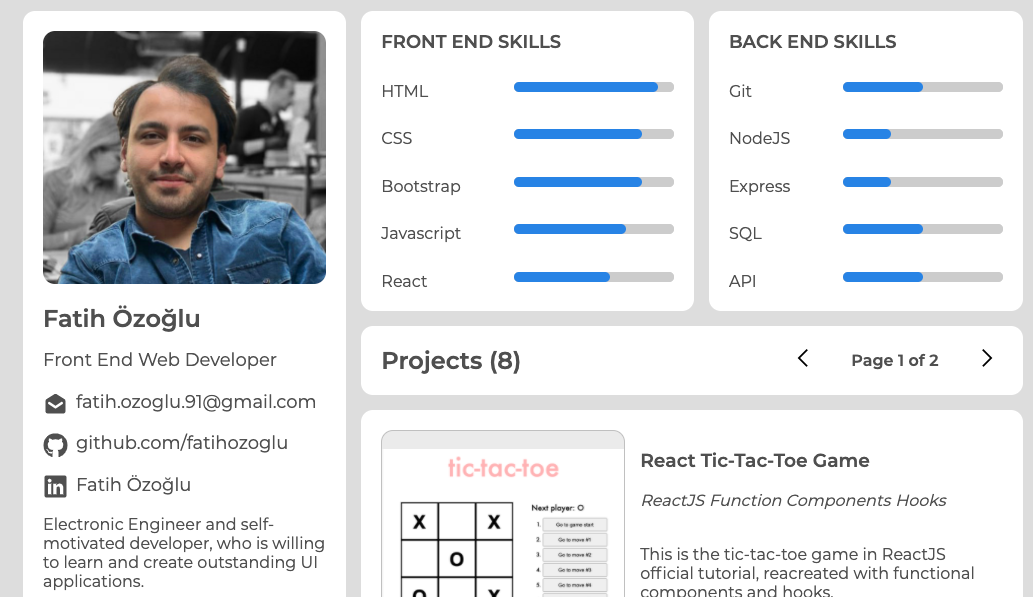 Fatih Özoğlu
Front End Web Developer
fatih.ozoglu.91@gmail.com
github.com/fatihozoglu
in Fatih Özoğlu
Electronic Engineer and self-
motivated developer, who is willing
to learn and create outstanding UI
applications.
FRONT END SKILLS
HTML
CSS
Bootstrap
Javascript
React
BACK END SKILLS
Git
NodeJS
Express
SQL
API
Projects (8)
Page 1 of 2
tic-tac-toe
X X
O
O X
Next player: O
1. Go to game start
2. Go to move #1
3. Go to move #2
4. Go to move #3
5. Go to move #4
React Tic-Tac-Toe Game
ReactJS Function Components Hooks
This is the tic-tac-toe game in ReactJS
official tutorial, reacreated with functional
components and hooks.